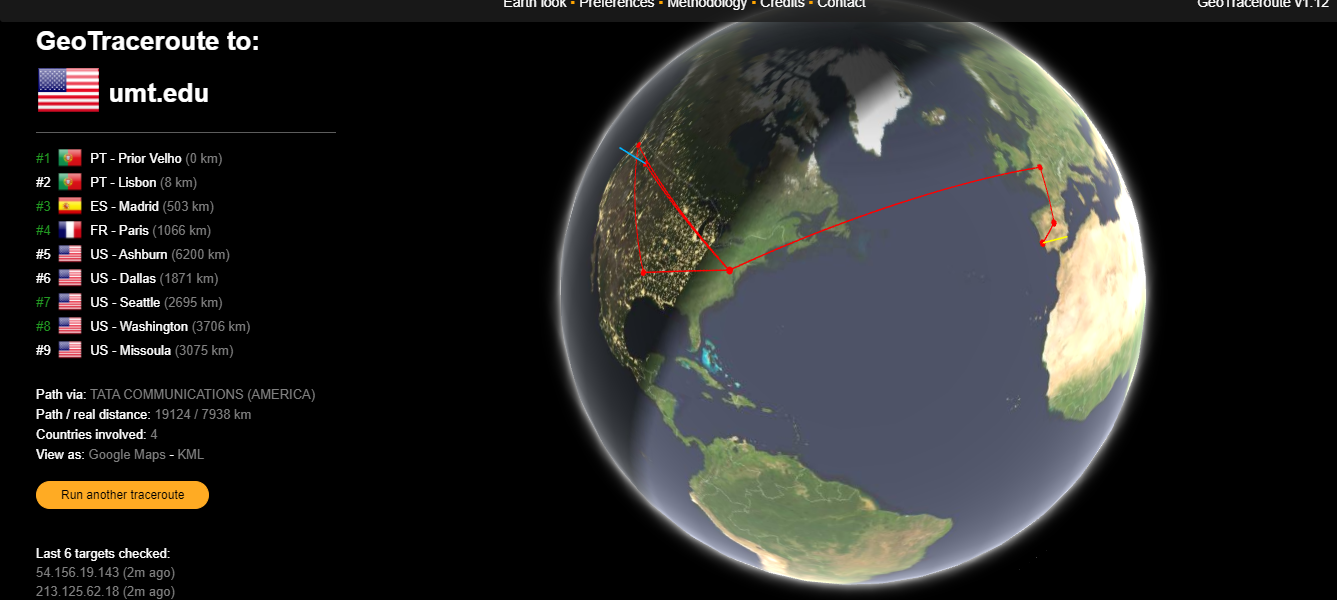 Earth look · Preferences · Methodology · Credits · Contact
GeoTraceroute v1.12
GeoTraceroute to:
umt.edu
#1 PT - Prior Velho (0 km)
#2 PT - Lisbon (8 km)
#3 ES - Madrid (503 km)
#4 FR - Paris (1066 km)
#5 US - Ashburn (6200 km)
#6 US - Dallas (1871 km)
#7 US - Seattle (2695 km)
#8 US - Washington (3706 km)
#9 US - Missoula (3075 km)
Path via: TATA COMMUNICATIONS (AMERICA)
Path / real distance: 19124 / 7938 km
Countries involved: 4
View as: Google Maps - KML
Run another traceroute
Last 6 targets checked:
54.156.19.143 (2m ago)
213.125.62.18 (2m ago)